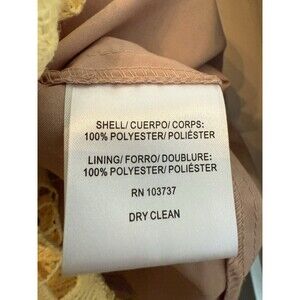 SHELL/ CUERPO/ CORPS:
100% POLYESTER/ POLIÉSTER
LINING/ FORRO/ DOUBLURE:
100% POLYESTER/ POLIÉSTER
RN 103737
DRY CLEAN